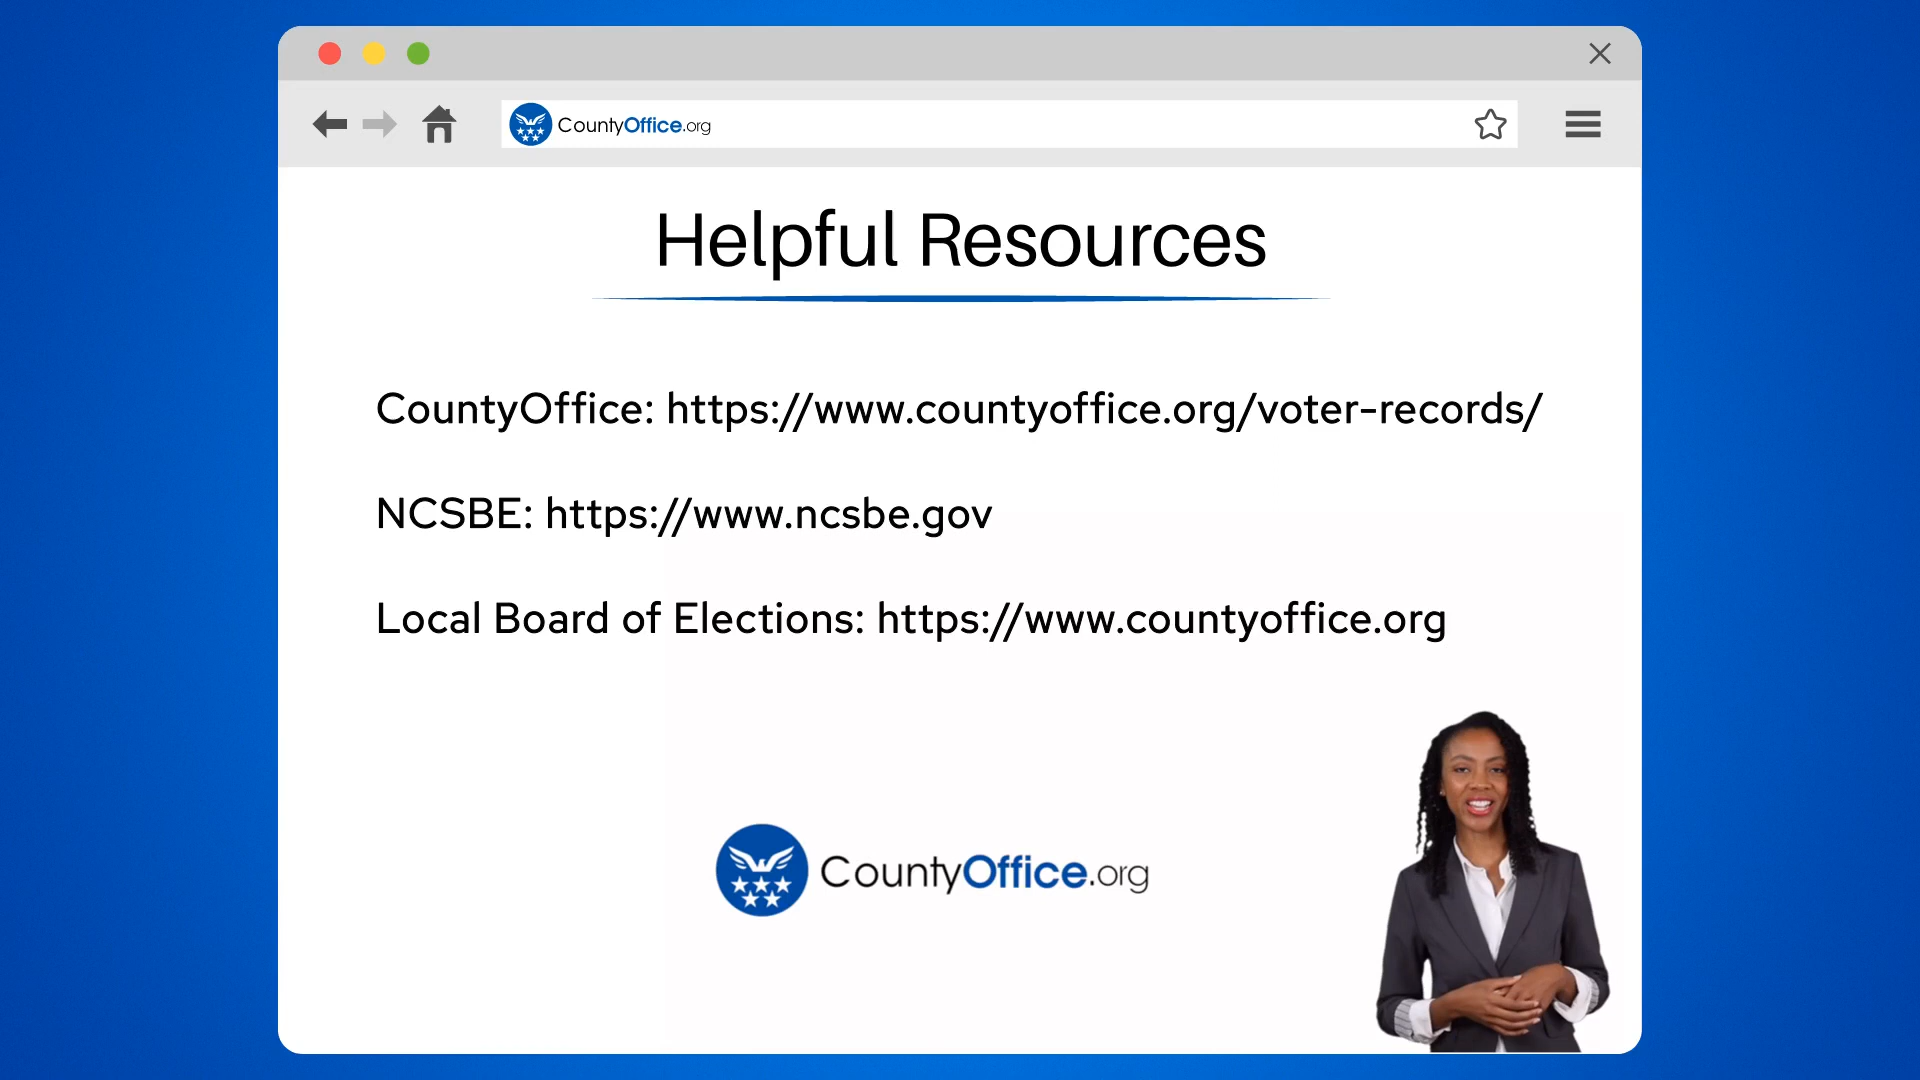 CountyOffice.org
Helpful Resources
CountyOffice: https://www.countyoffice.org/voter-records/
NCSBE: https://www.ncsbe.gov
Local Board of Elections: https://www.countyoffice.org
CountyOffice.org